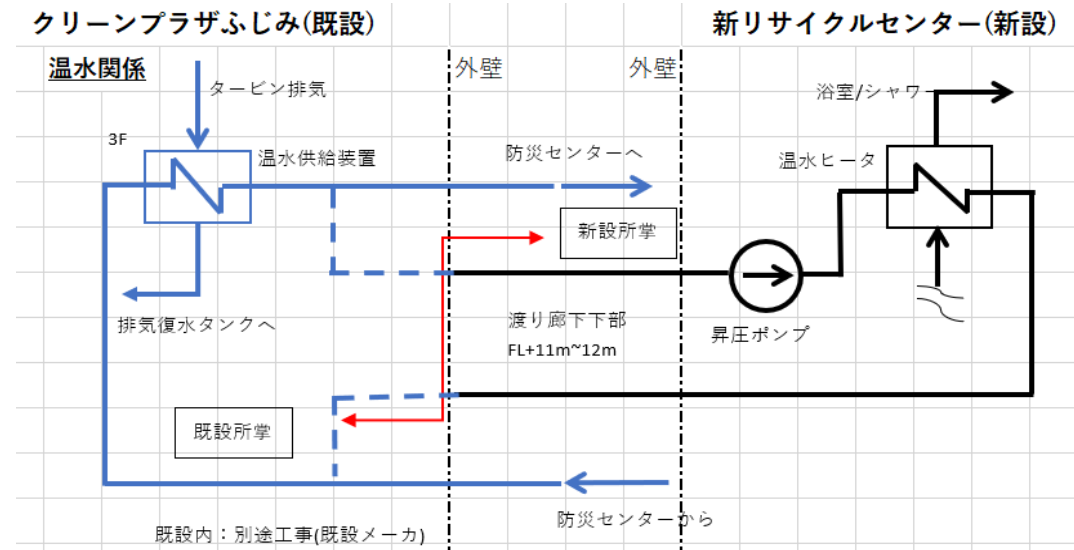 クリーンプラザふじみ(既設)
新リサイクルセンター(新設)
温水関係
外壁
外壁
タービン排気
浴室/シャワー
3F
温水供給装置
防災センターへ
温水ヒータ
新設所掌
排気復水タンクへ
渡り廊下下部
FL+11m~12m
昇圧ポンプ
既設所掌
防災センターから
既設内：別途工事(既設メーカ)